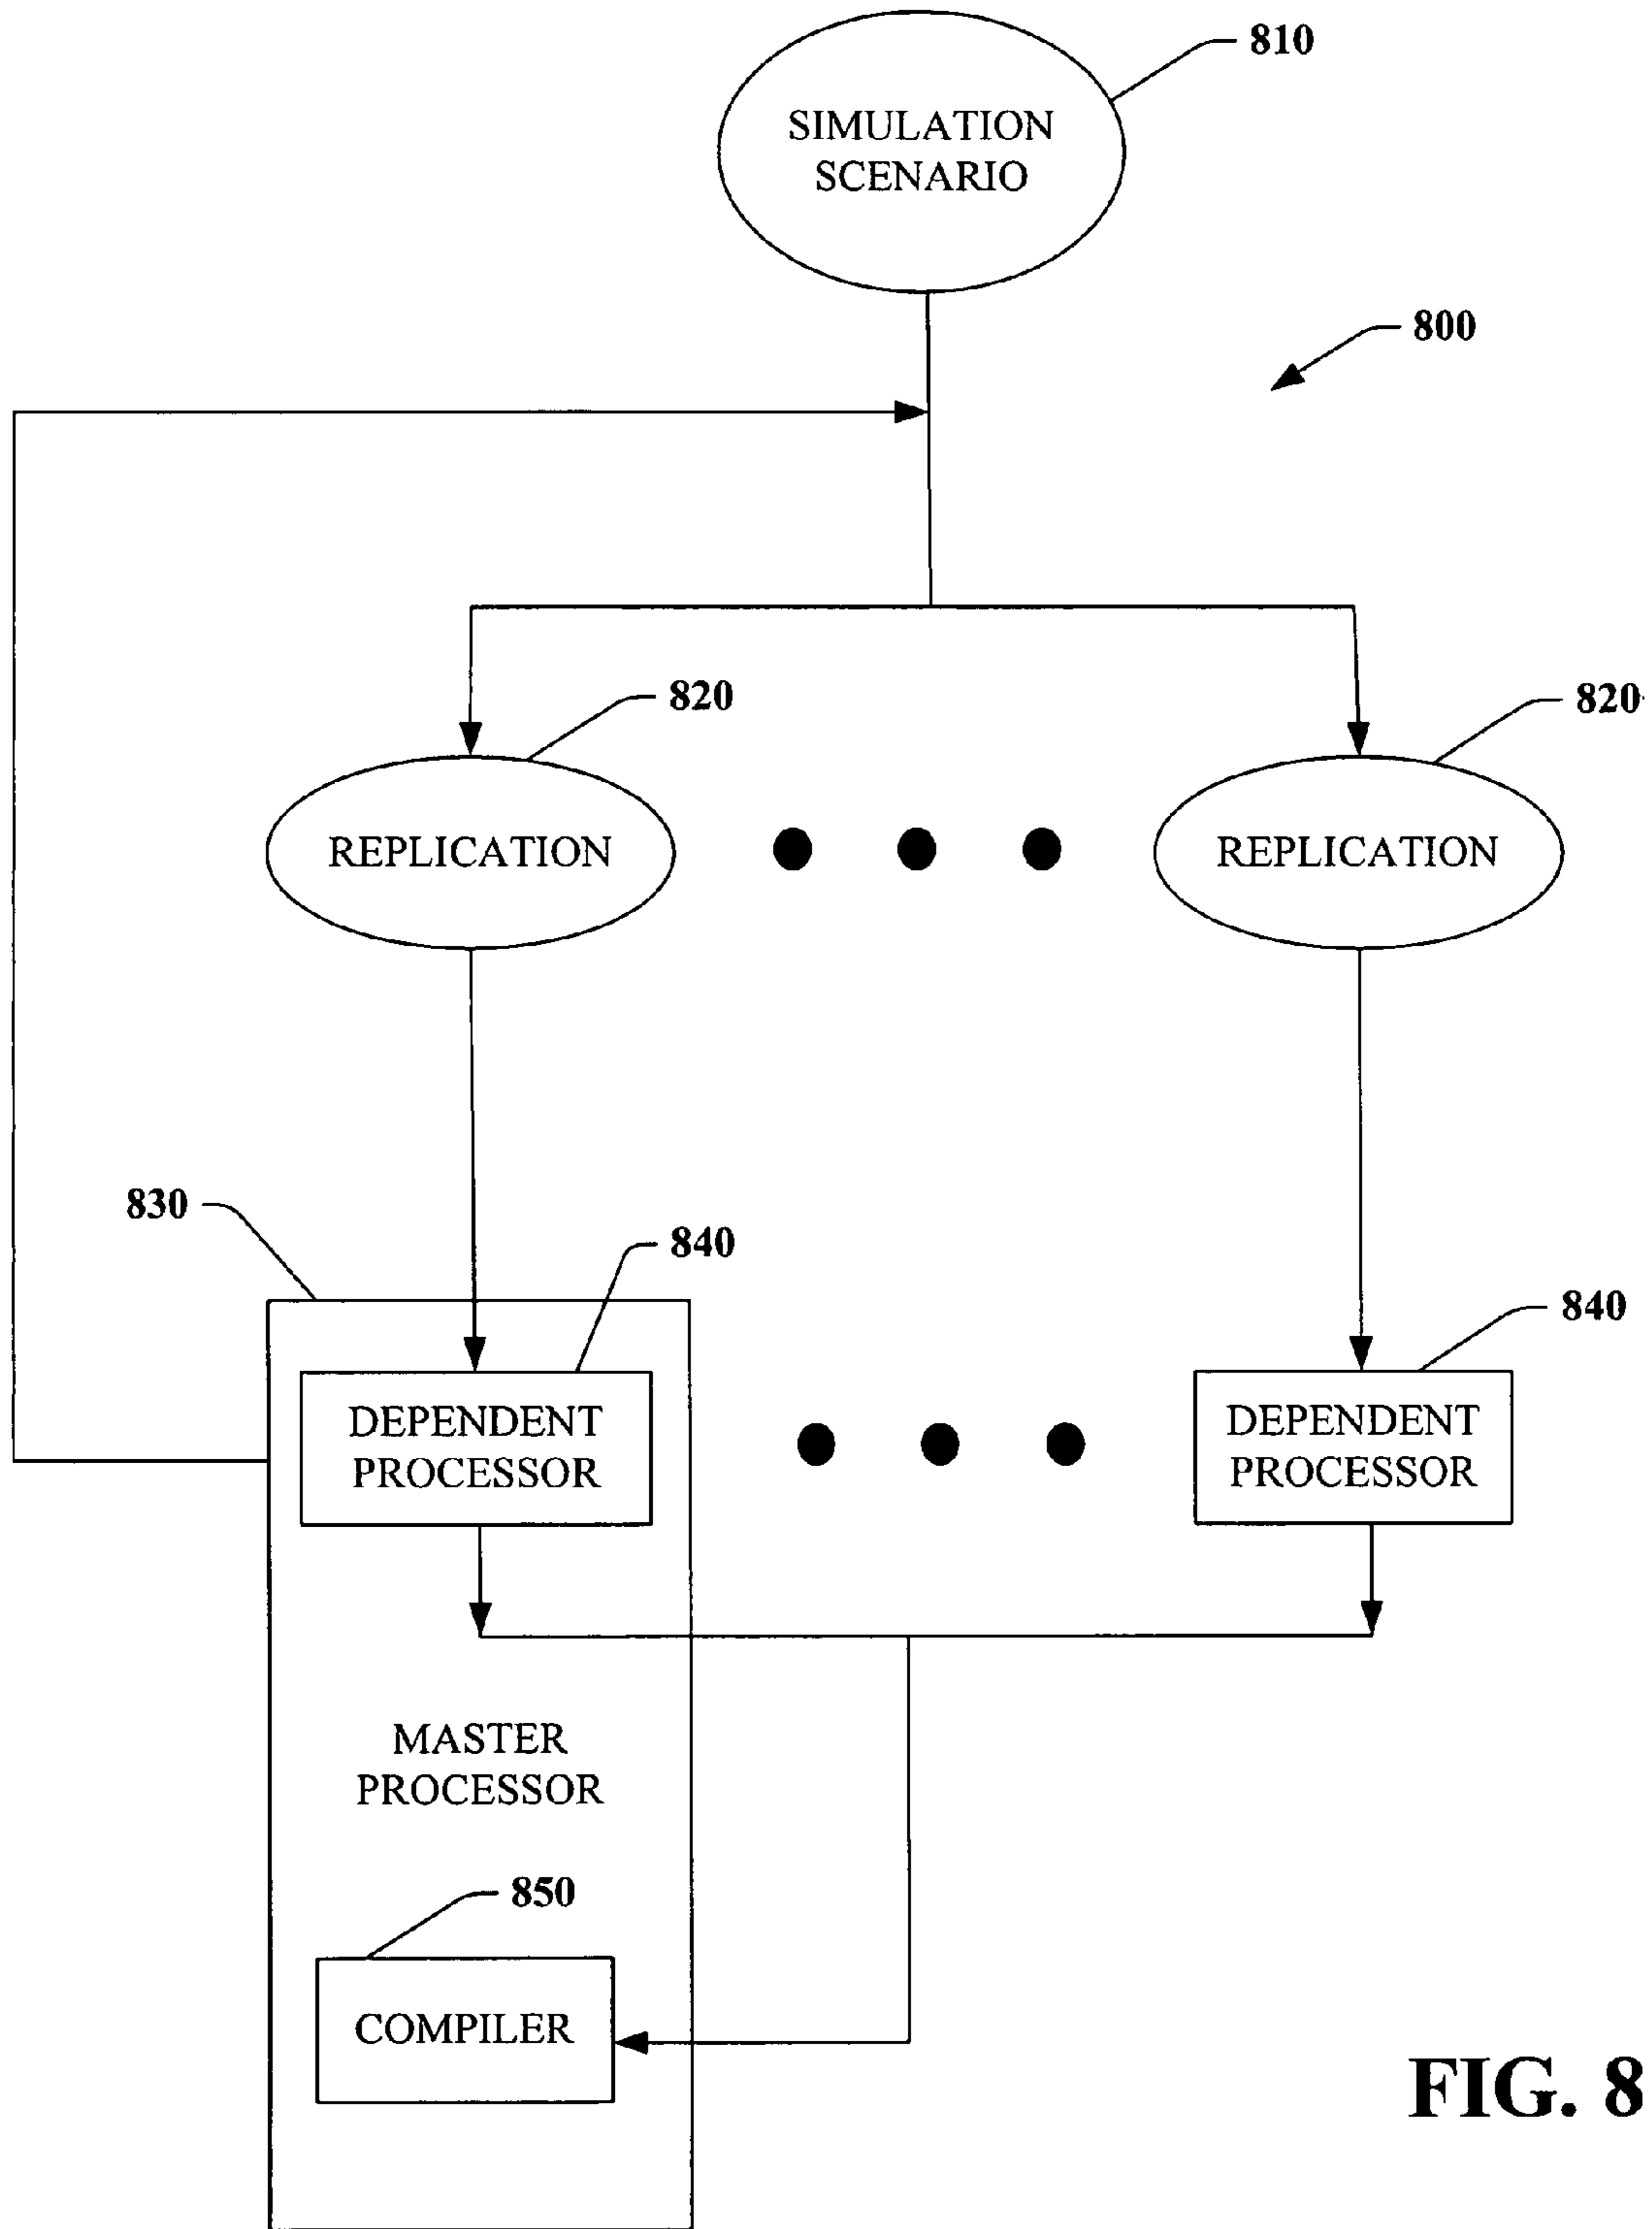 810
SIMULATION
SCENARIO
800
820
820
REPLICATION
REPLICATION
830
840
840
DEPENDENT
PROCESSOR
DEPENDENT
PROCESSOR
MASTER
PROCESSOR
850
COMPILER
FIG. 8